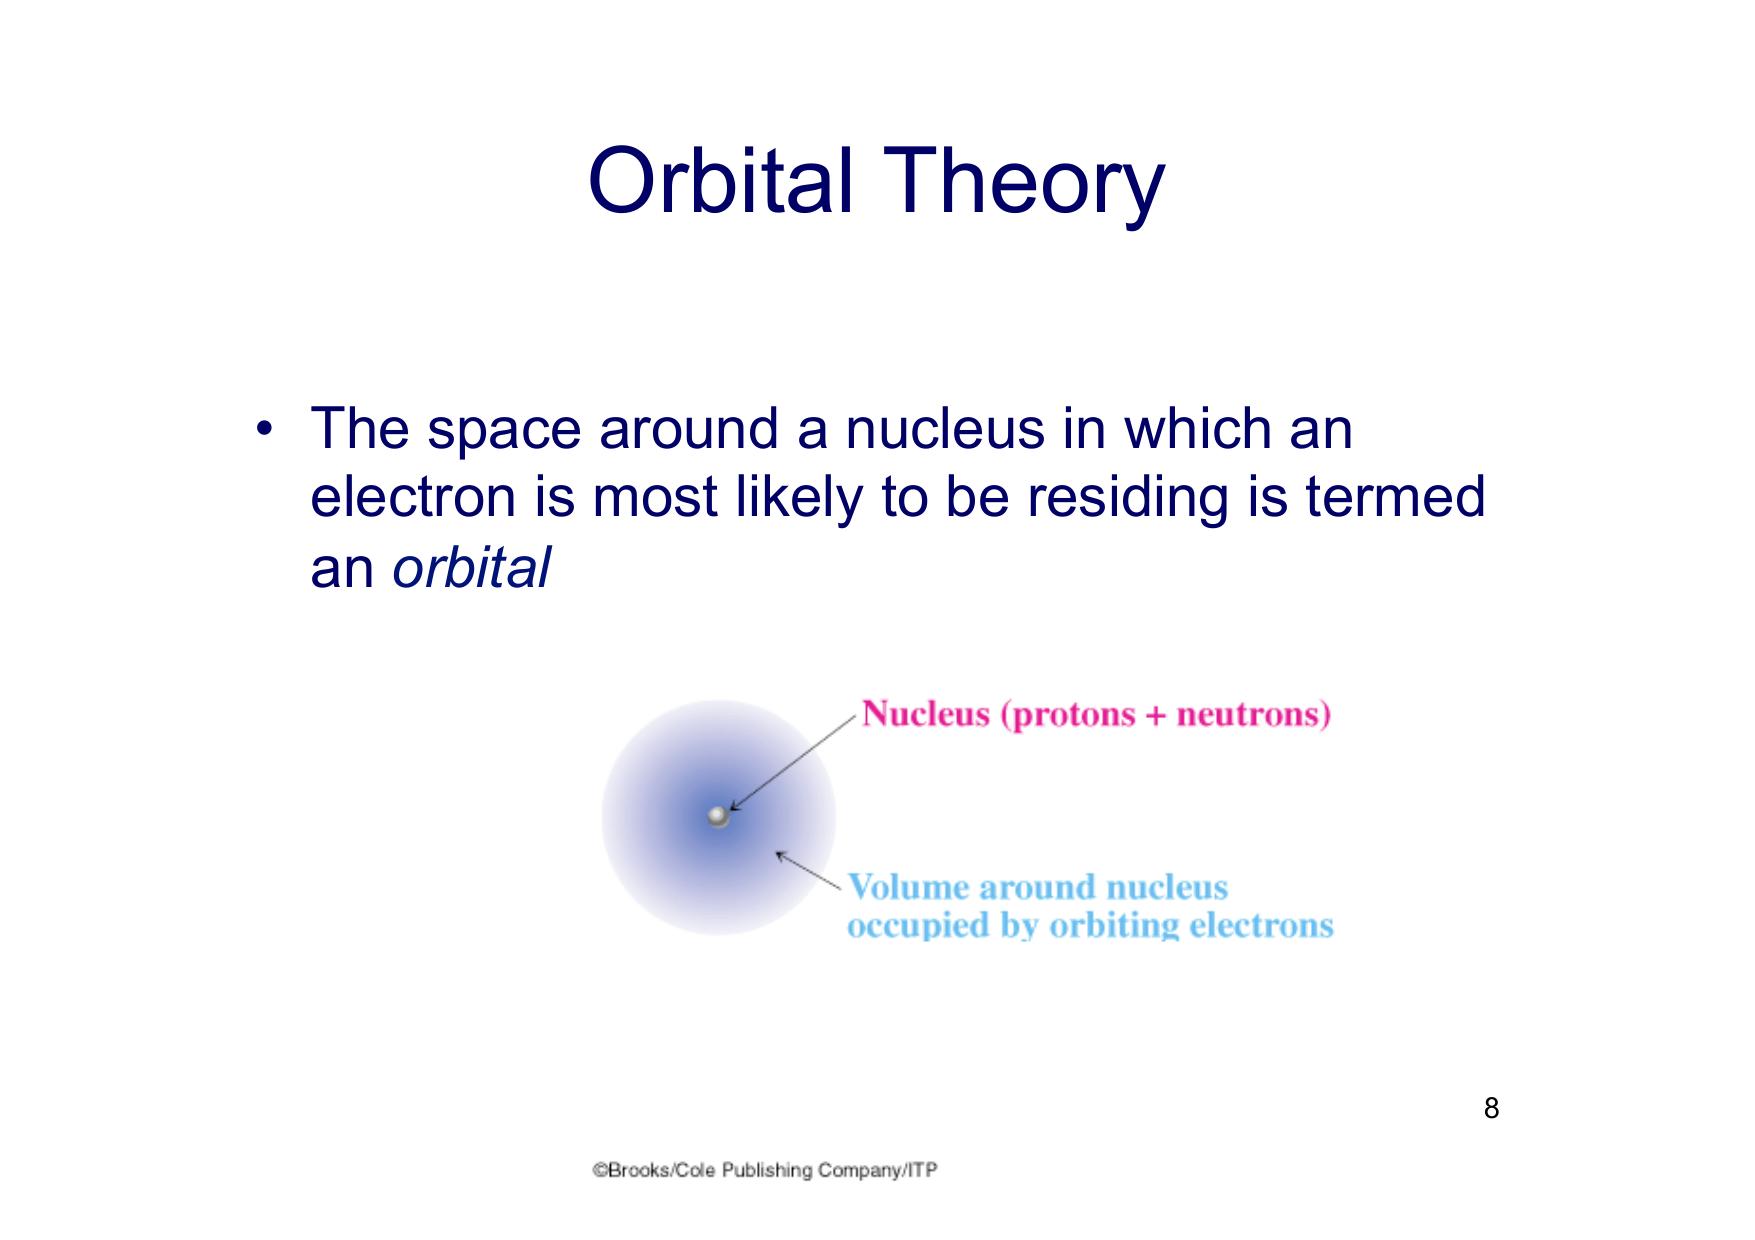 Orbital Theory
• The space around a nucleus in which an
electron is most likely to be residing is termed
an orbital
Nucleus (protons + neutrons)
Volume around nucleus
occupied by orbiting electrons
8
©Brooks/Cole Publishing Company/ITP